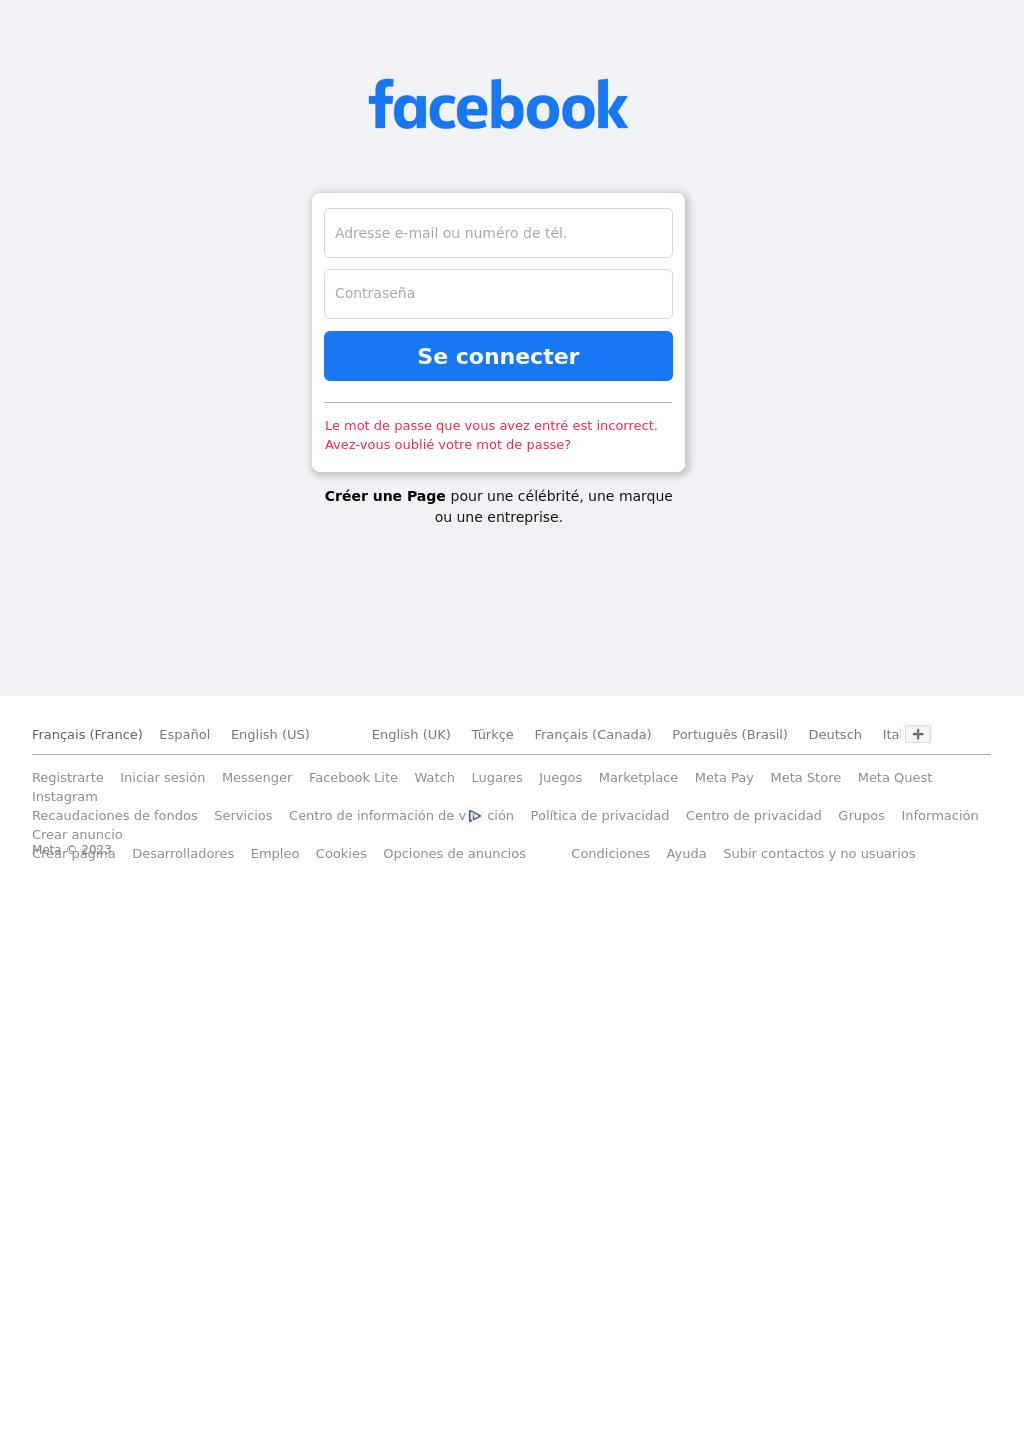 facebook
Adresse e-mail ou numéro de tél.
Contraseña
Se connecter
Le mot de passe que vous avez entré est incorrect.
Avez-vous oublié votre mot de passe?
Créer une Page pour une célébrité, une marque
ou une entreprise.
Français (France) Español English (US) English (UK) Türkçe Français (Canada) Português (Brasil) Deutsch Ita
Registrarte Iniciar sesión Messenger Facebook Lite Watch Lugares Juegos Marketplace Meta Pay Meta Store Meta Quest
Instagram
Recaudaciones de fondos Servicios Centro de información de v ción Política de privacidad Centro de privacidad Grupos Información
Crear anuncio
Meta © 2023
Crear página Desarrolladores Empleo Cookies Opciones de anuncios Condiciones Ayuda Subir contactos y no usuarios